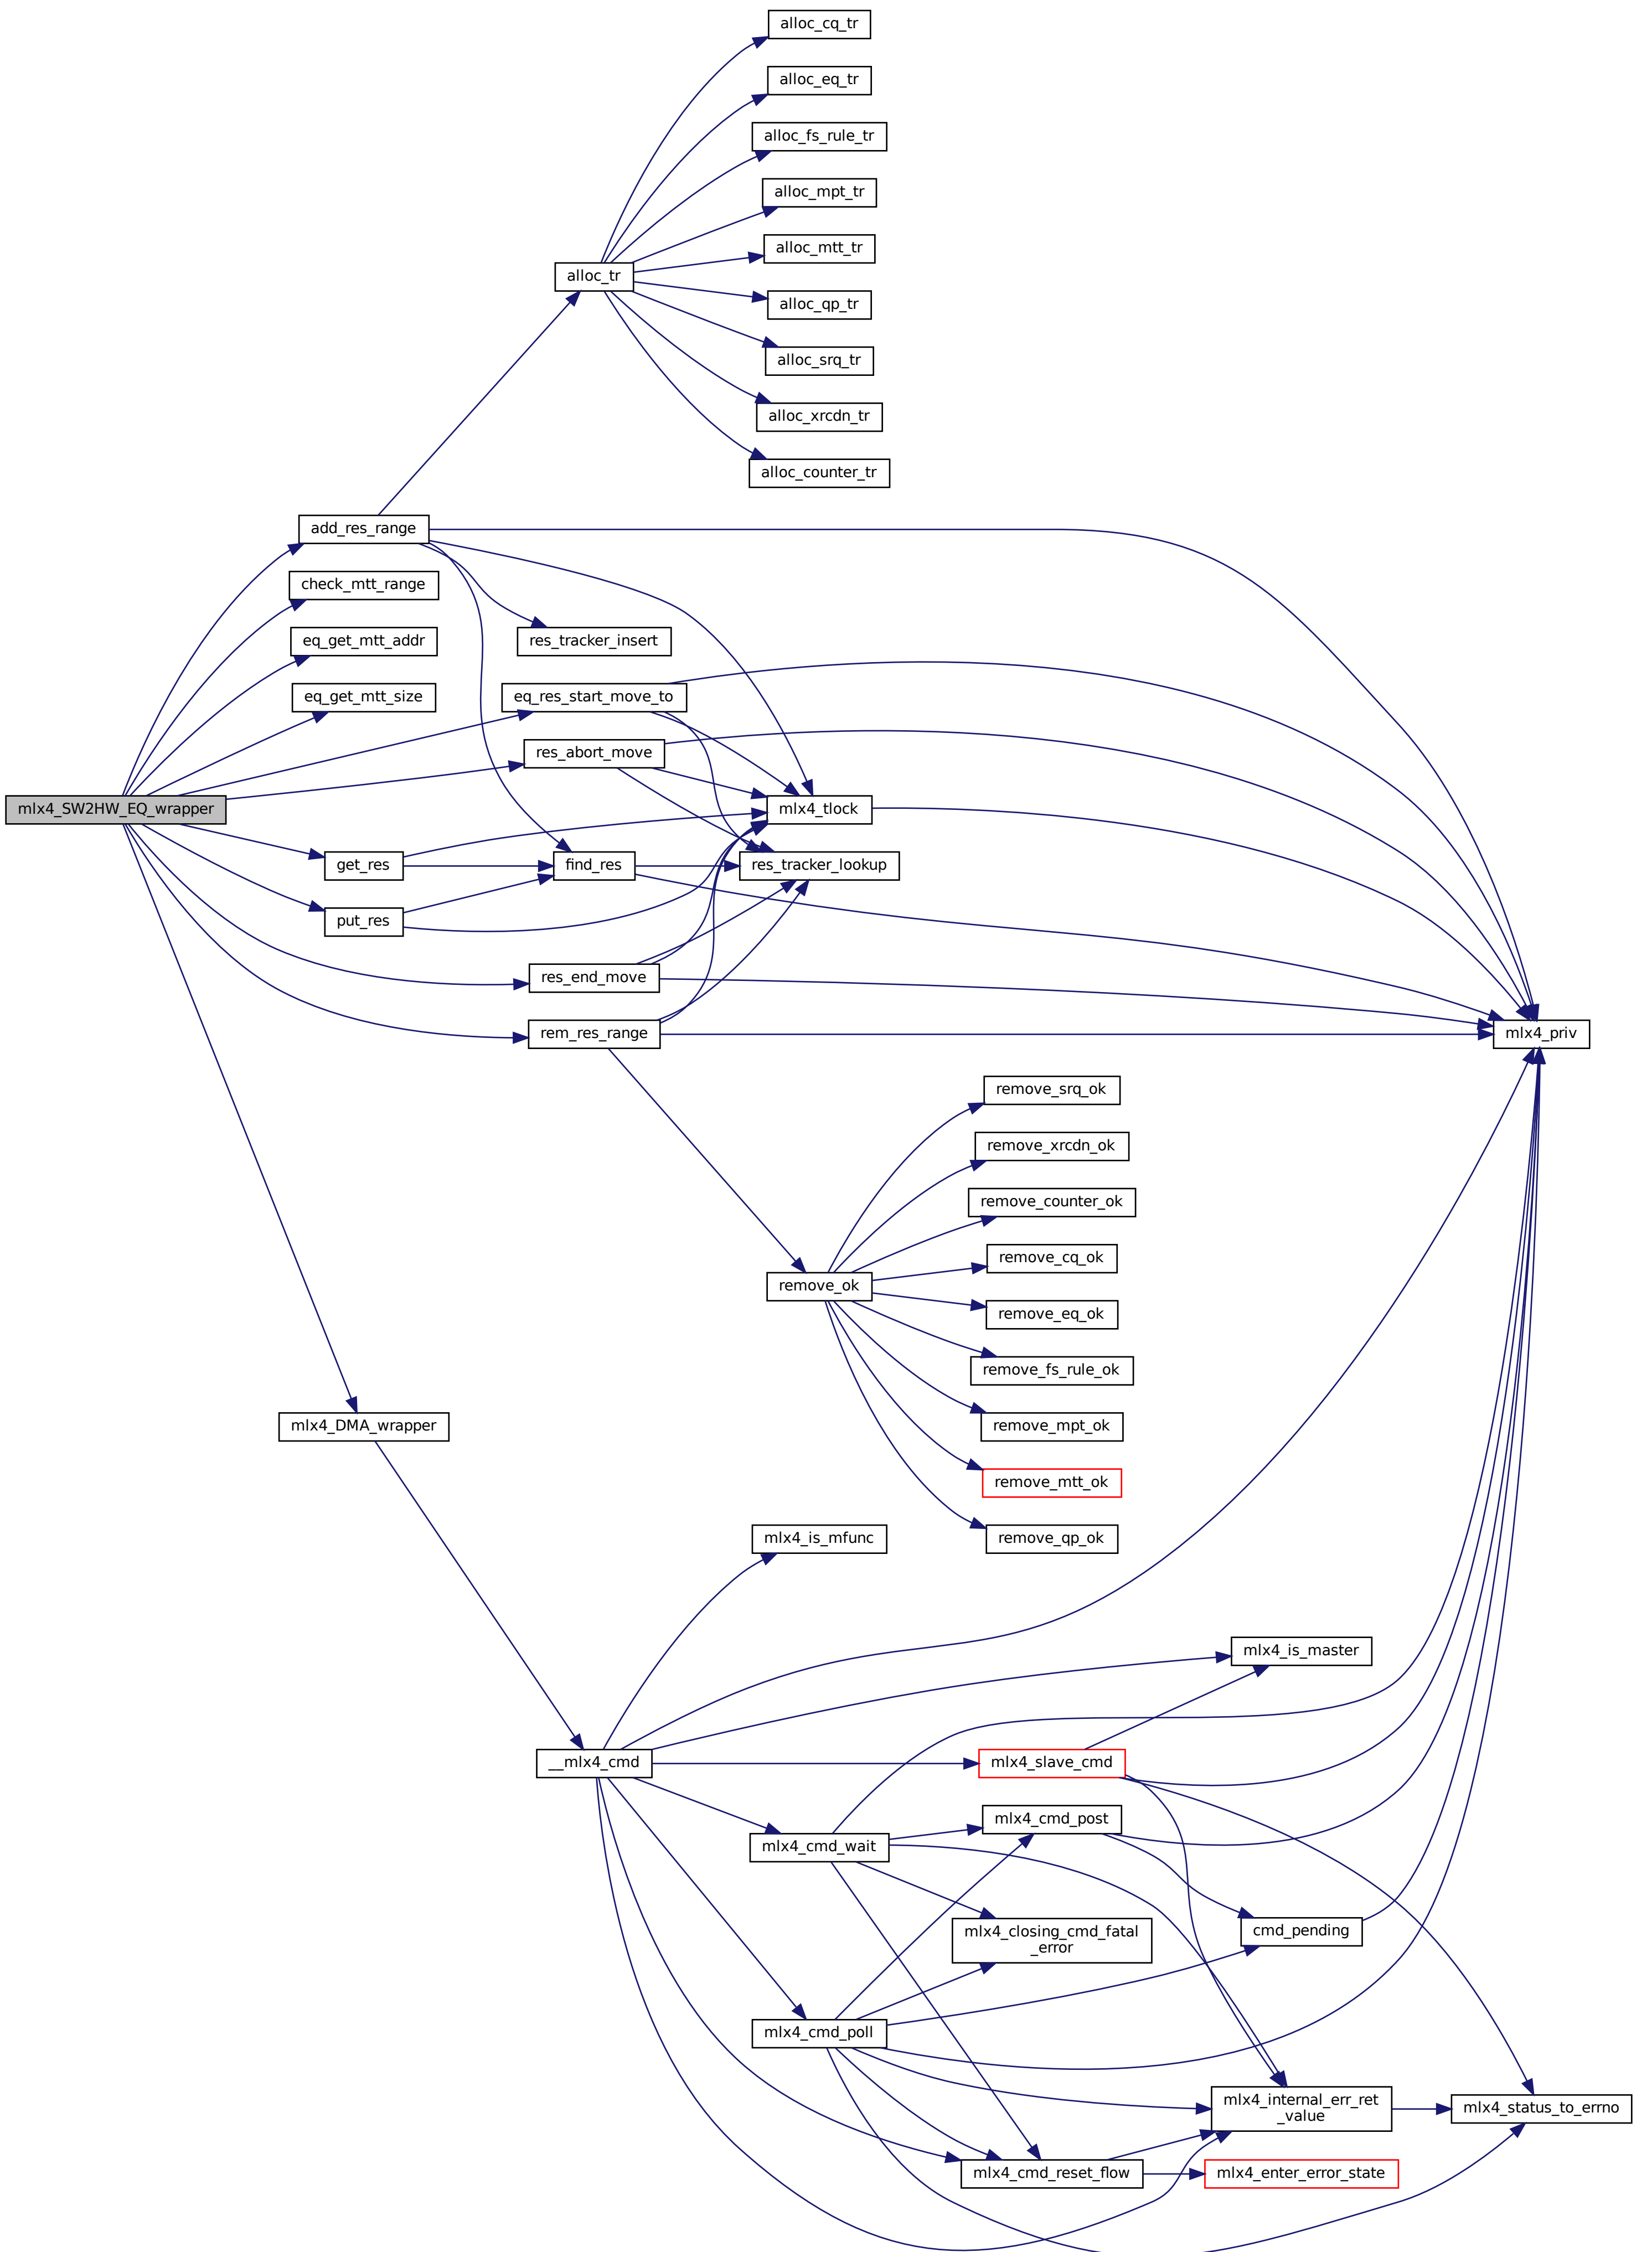 alloc_cq_tr
alloc_eq_tr
alloc_fs_rule_tr
alloc_mpt_tr
alloc_mtt_tr
alloc_tr
alloc_qp_tr
alloc_srq_tr
alloc_xrcdn_tr
alloc_counter_tr
add_res_range
check_mtt_range
eq_get_mtt_addr
res_tracker_insert
eq_get_mtt_size
eq_res_start_move_to
res_abort_move
mlx4_SW2HW_EQ_wrapper
mlx4_tlock
get_res
find_res
res_tracker_lookup
put_res
res_end_move
rem_res_range
mlx4_priv
remove_srq_ok
remove_xrcdn_ok
remove_counter_ok
remove_cq_ok
remove_ok
remove_eq_ok
remove_fs_rule_ok
mlx4_DMA_wrapper
remove_mpt_ok
remove_mtt_ok
mlx4_is_mfunc
remove_qp_ok
mlx4_is_master
__mlx4_cmd
mlx4_slave_cmd
mlx4_cmd_post
mlx4_cmd_wait
mlx4_closing_cmd_fatal
_error
cmd_pending
mlx4_cmd_poll
mlx4_internal_err_ret
_value
mlx4_status_to_errno
mlx4_cmd_reset_flow
mlx4_enter_error_state